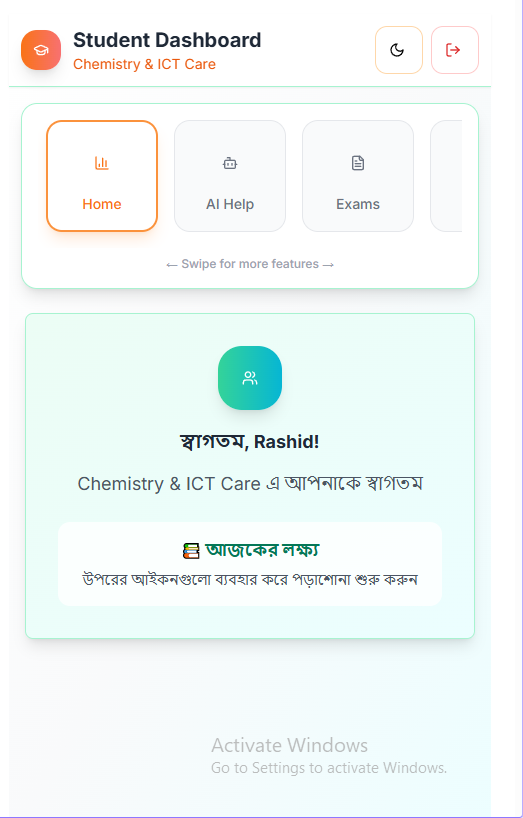 Student Dashboard
Chemistry & ICT Care
Home
AI Help
Exams
← Swipe for more features →
স্বাগতম, Rashid!
Chemistry & ICT Care এ আপনাকে স্বাগতম
📚 আজকের লক্ষ্য
উপরের আইকনগুলো ব্যবহার করে পড়াশোনা শুরু করুন
Activate Windows
Go to Settings to activate Windows.